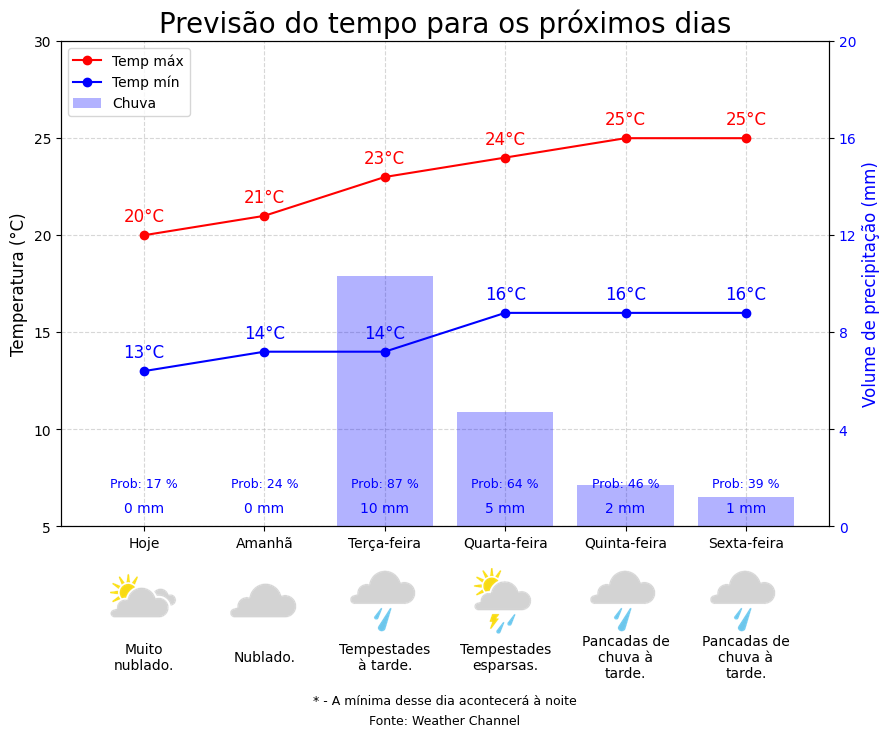 Previsão do tempo para os próximos dias
Temp máx
Temp mín
Chuva
Temperatura (°C)
30
25
20
15
10
5
Volume de precipitação (mm)
20
16
12
8
4
0
20°C
21°C
23°C
24°C
25°C
25°C
13°C
14°C
14°C
16°C
16°C
16°C
Prob: 17 %
Prob: 24 %
Prob: 87 %
Prob: 64 %
Prob: 46 %
Prob: 39 %
0 mm
0 mm
10 mm
5 mm
2 mm
1 mm
Hoje
Amanhã
Terça-feira
Quarta-feira
Quinta-feira
Sexta-feira
Muito
nublado.
Nublado.
Tempestades
à tarde.
Tempestades
esparsas.
Pancadas de
chuva à
tarde.
Pancadas de
chuva à
tarde.
* - A mínima desse dia acontecerá à noite
Fonte: Weather Channel